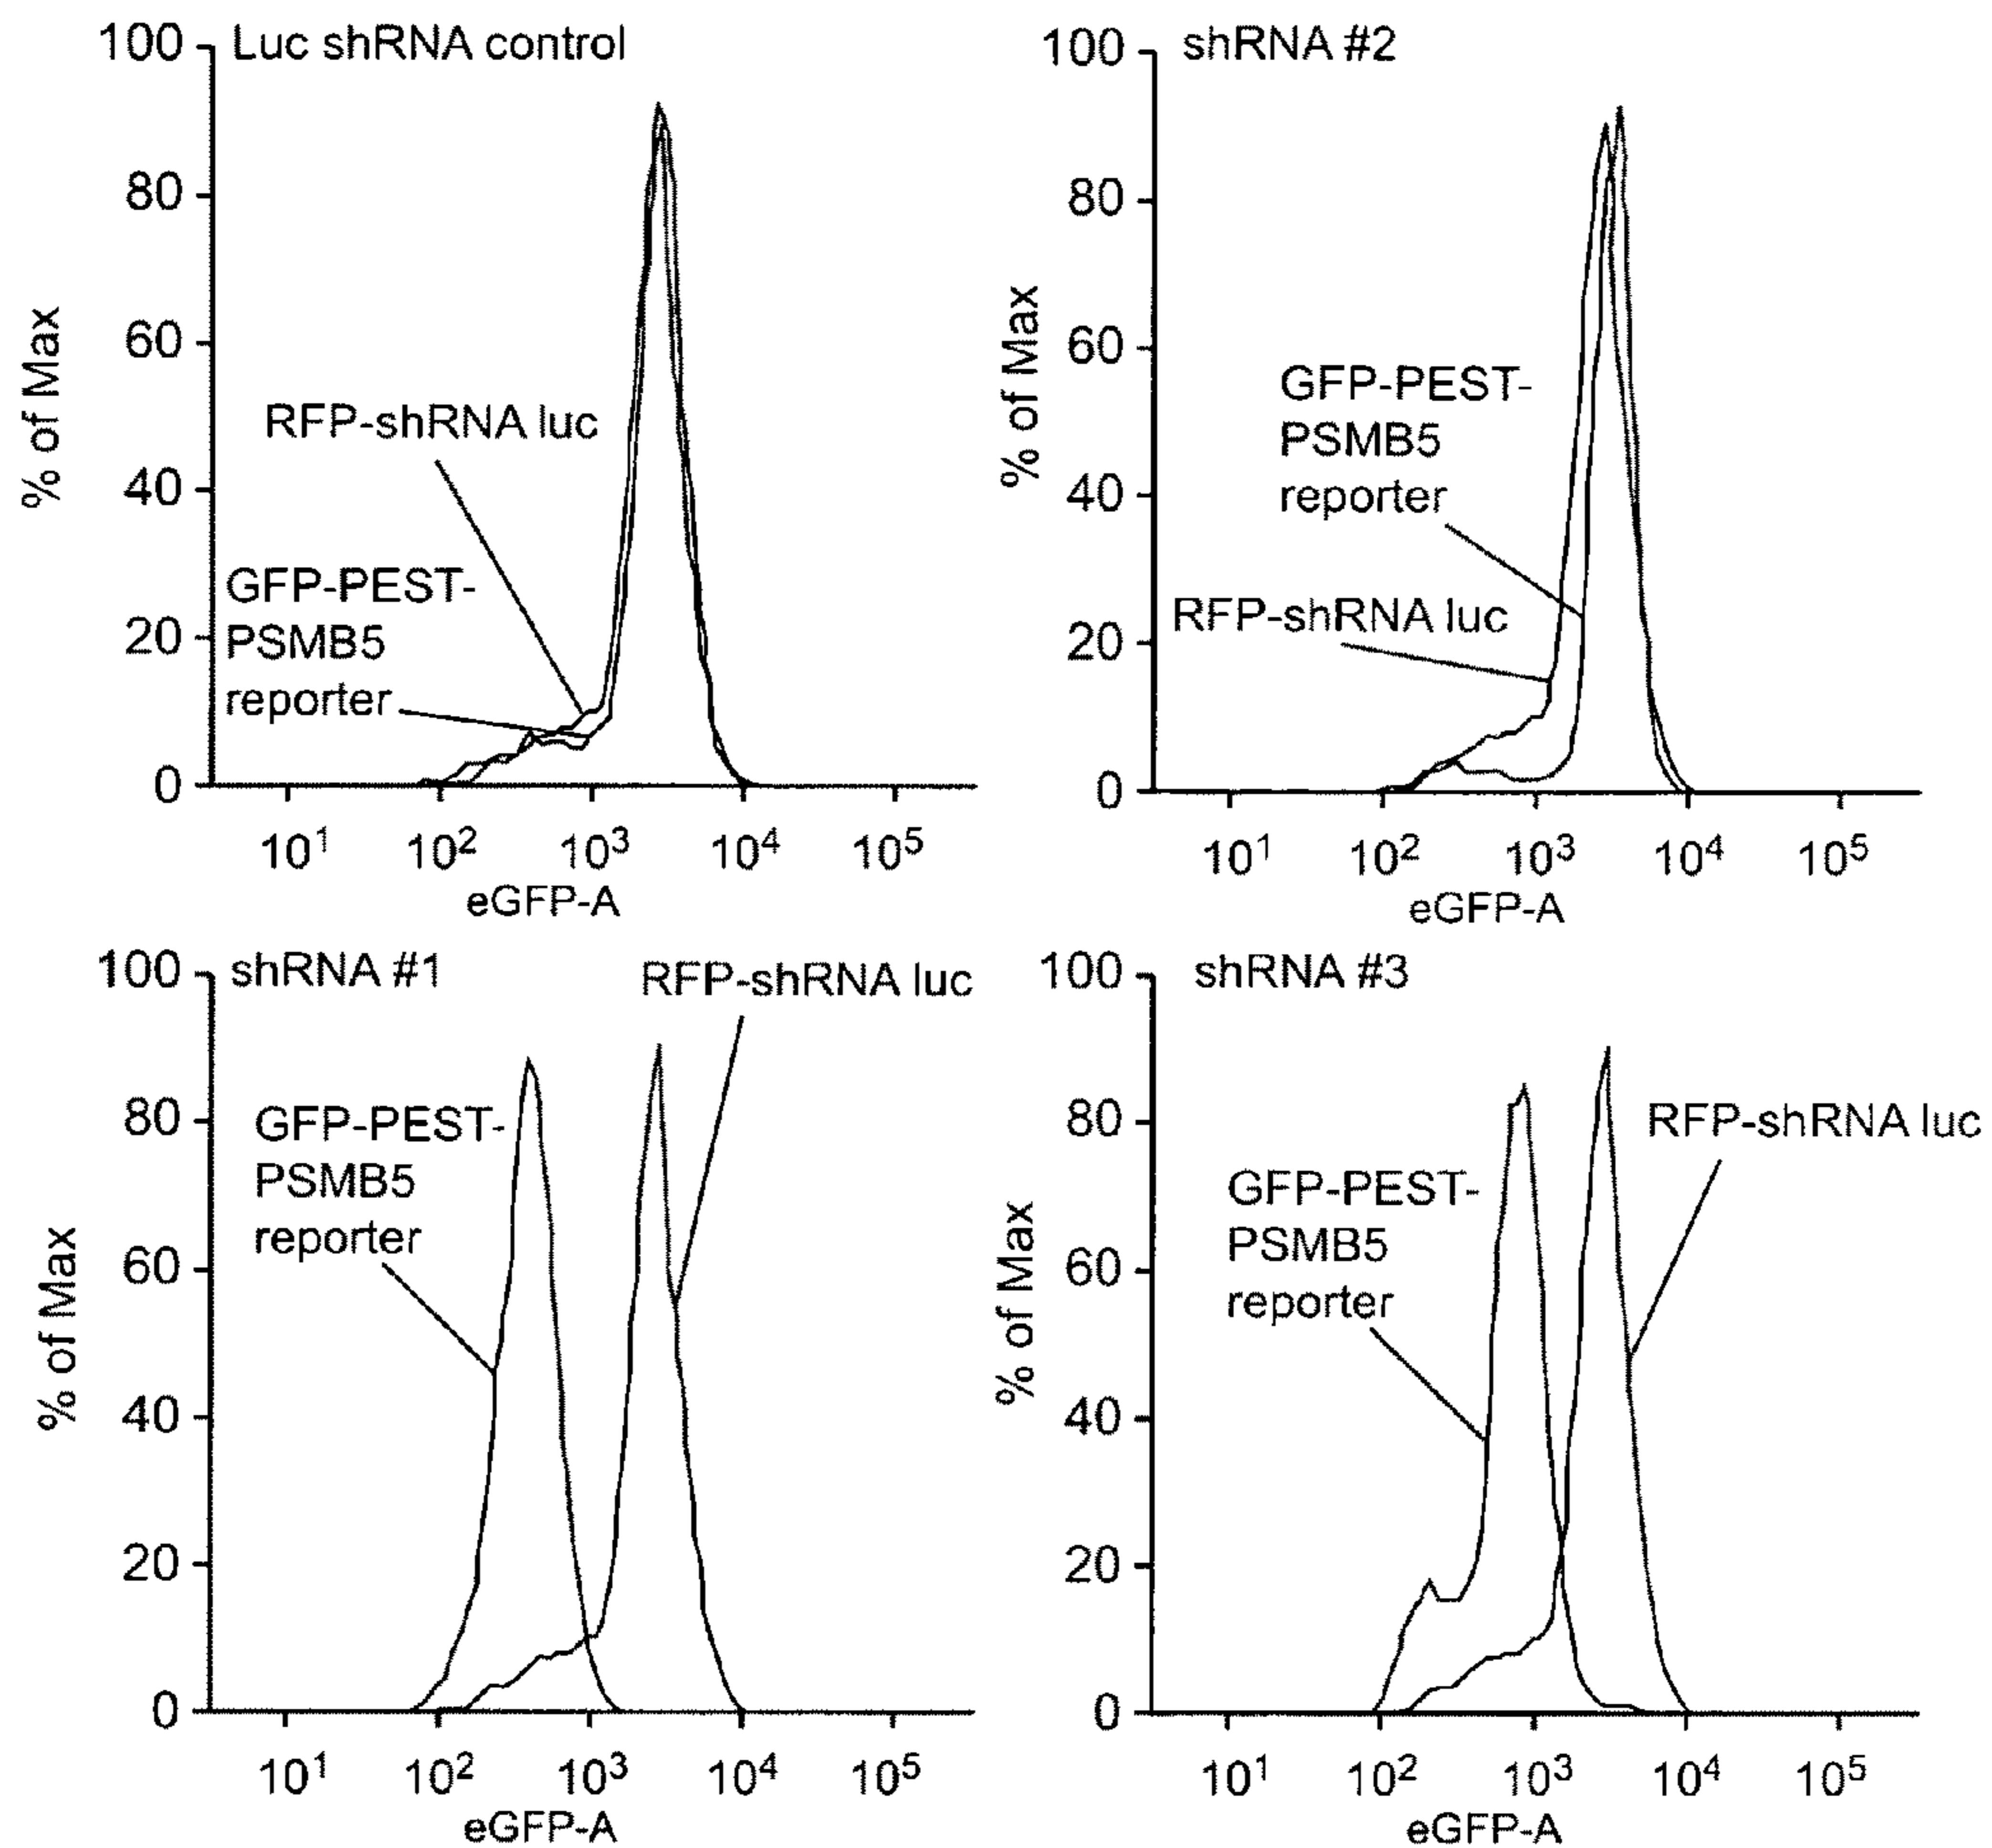 Luc shRNA control
100
80
60
40
20
0
% of Max
RFP-shRNA luc
GFP-PEST-
PSMB5
reporter
10¹ 10² 10³ 10⁴ 10⁵
eGFP-A
shRNA #2
100
80
60
40
20
0
% of Max
GFP-PEST-
PSMB5
reporter
RFP-shRNA luc
10¹ 10² 10³ 10⁴ 10⁵
eGFP-A
shRNA #1
RFP-shRNA luc
100
80
60
40
20
0
% of Max
GFP-PEST-
PSMB5
reporter
10¹ 10² 10³ 10⁴ 10⁵
eGFP-A
shRNA #3
100
80
60
40
20
0
% of Max
RFP-shRNA luc
GFP-PEST-
PSMB5
reporter
10¹ 10² 10³ 10⁴ 10⁵
eGFP-A